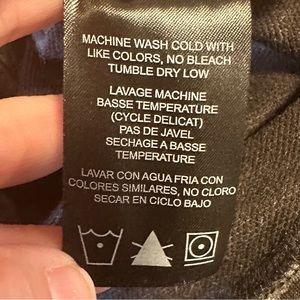 MACHINE WASH COLD WITH
LIKE COLORS, NO BLEACH
TUMBLE DRY LOW
LAVAGE MACHINE
BASSE TEMPERATURE
(CYCLE DELICAT)
PAS DE JAVEL
SECHAGE A BASSE
TEMPERATURE
LAVAR CON AGUA FRIA CON
COLORES SIMILARES, NO CLORO
SECAR EN CICLO BAJO